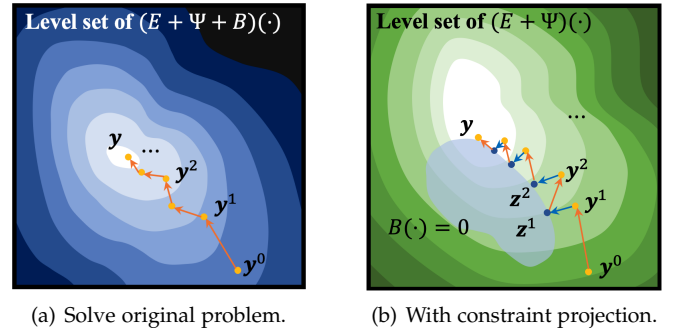 Level set of (E + Ψ + B)(·)
y
...
y²
y¹
y⁰
(a) Solve original problem.
Level set of (E + Ψ)(·)
...
y
y²
z²
y¹
B(·) = 0
z¹
y⁰
(b) With constraint projection.